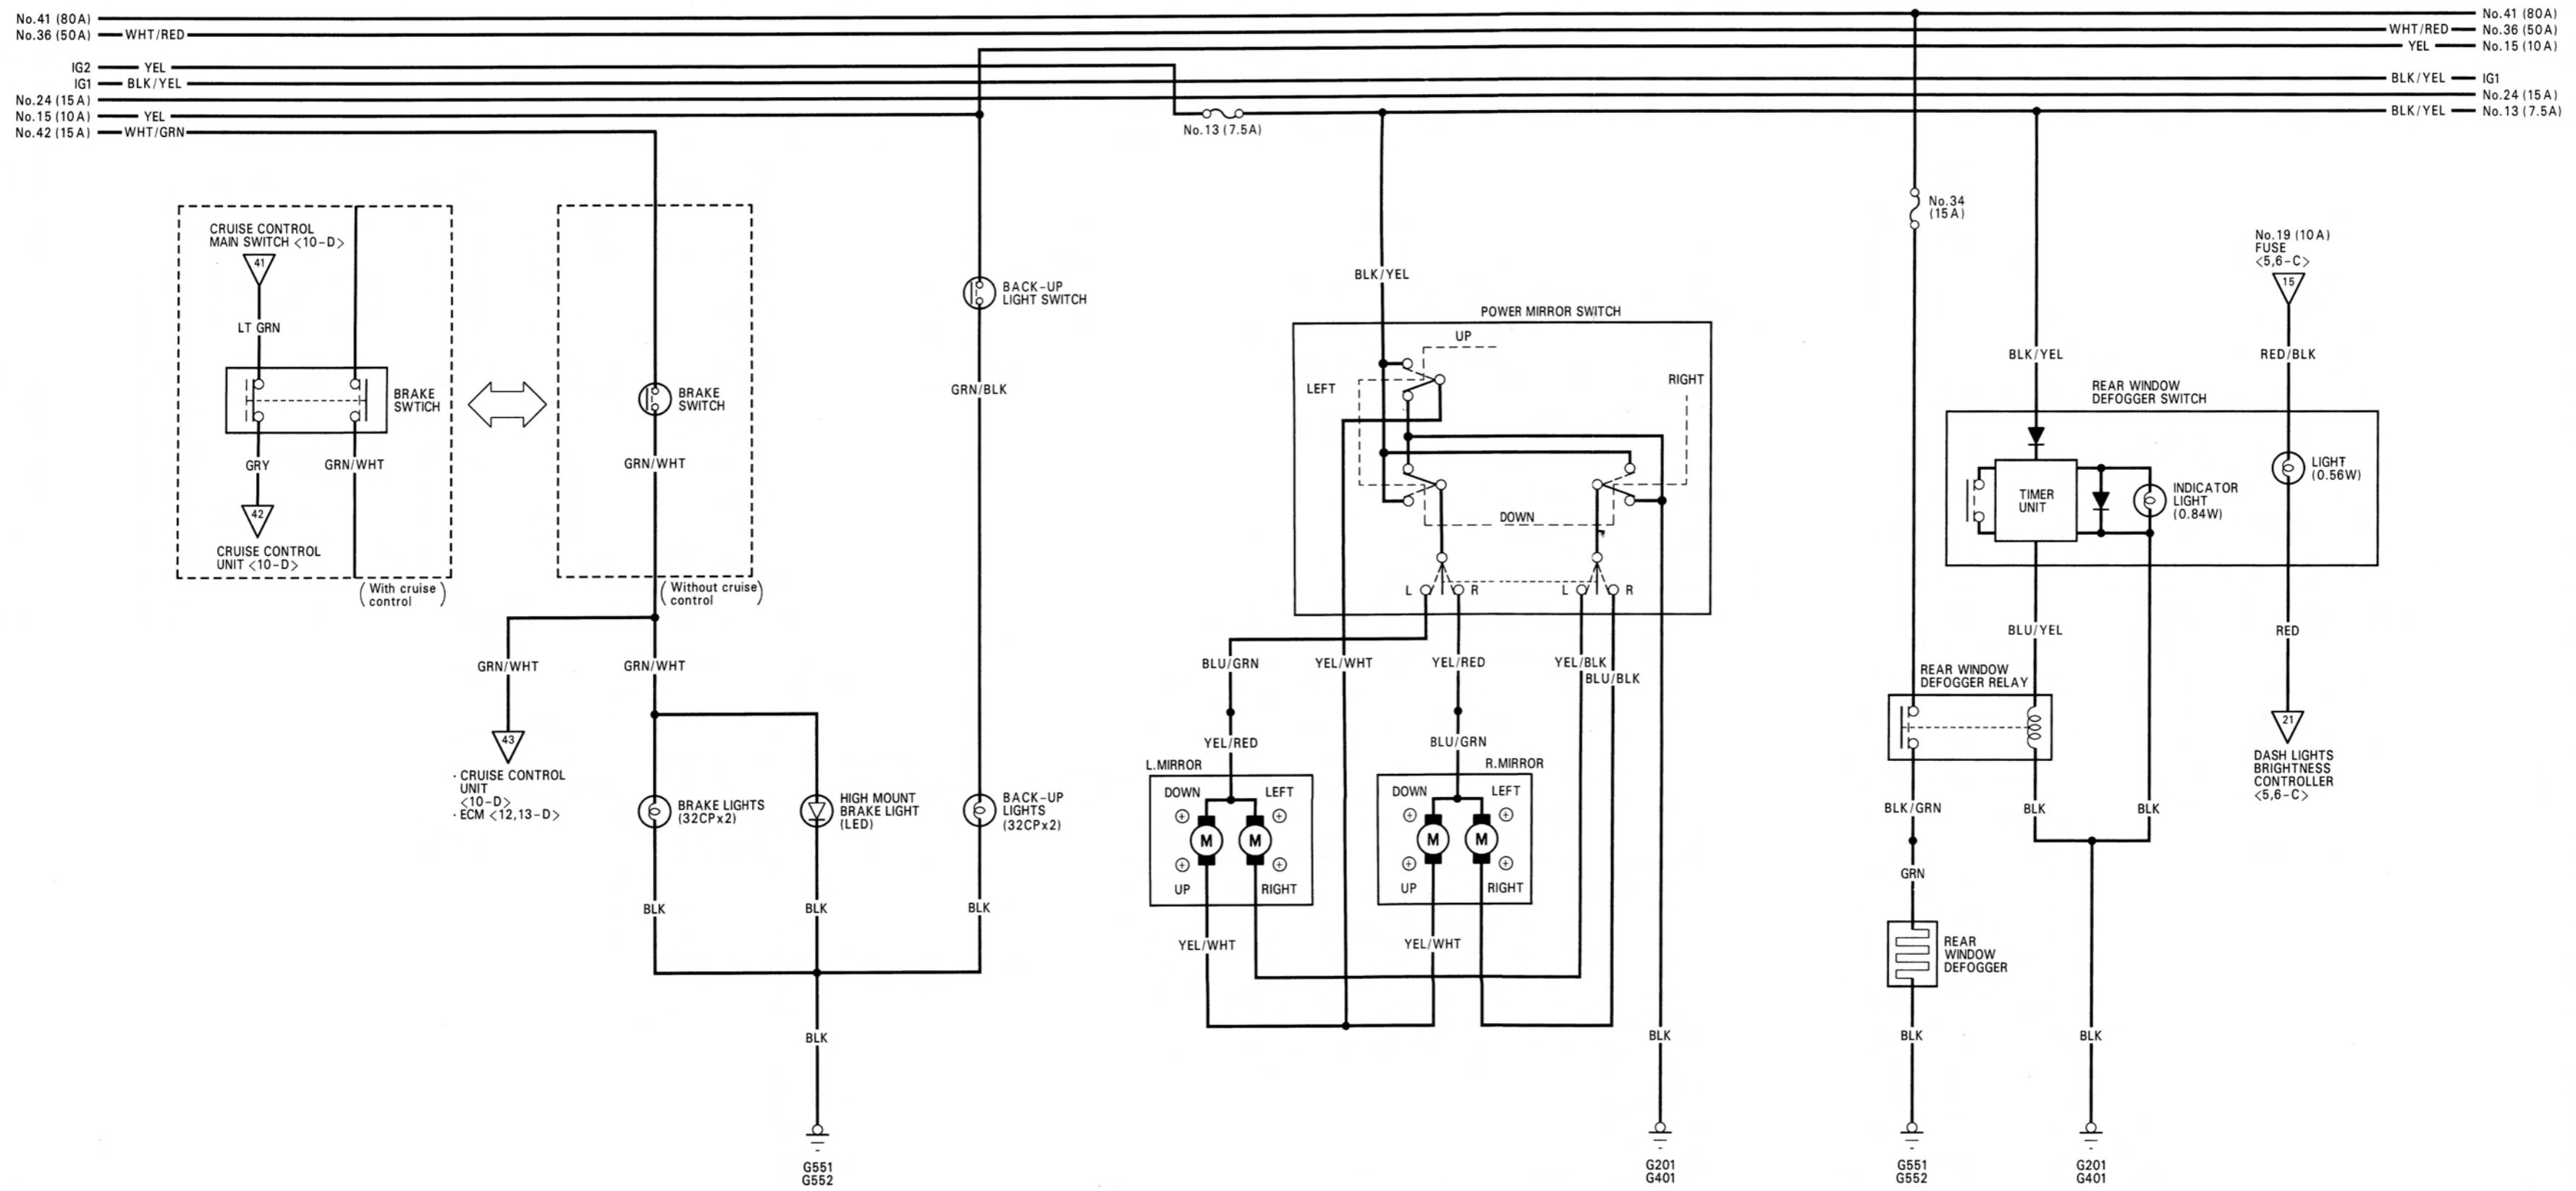 No.41 (80A)
No.36 (50A) WHT/RED
IG2 YEL
IG1 BLK/YEL
No.24 (15A)
No.15 (10A) YEL
No.42 (15A) WHT/GRN
No.41 (80A)
WHT/RED No.36 (50A)
YEL No.15 (10A)
BLK/YEL IG1
No.24 (15A)
BLK/YEL No.13 (7.5A)
No.13 (7.5A)
CRUISE CONTROL
MAIN SWITCH <10-D>
41
LT GRN
BRAKE
SWTICH
GRY
GRN/WHT
42
CRUISE CONTROL
UNIT <10-D>
(With cruise
control)
BRAKE
SWITCH
GRN/WHT
(Without cruise
control)
GRN/WHT
GRN/WHT
43
· CRUISE CONTROL
UNIT
<10-D>
· ECM <12,13-D>
BRAKE LIGHTS
(32CPx2)
HIGH MOUNT
BRAKE LIGHT
(LED)
BACK-UP
LIGHT SWITCH
GRN/BLK
BACK-UP
LIGHTS
(32CPx2)
BLK
BLK
BLK
BLK
G551
G552
BLK/YEL
POWER MIRROR SWITCH
UP
LEFT
RIGHT
DOWN
L R
L R
BLU/GRN
YEL/WHT
YEL/RED
YEL/BLK
BLU/BLK
YEL/RED
BLU/GRN
L.MIRROR
DOWN LEFT
+ +
M M
+ +
UP RIGHT
R.MIRROR
DOWN LEFT
+ +
M M
+ +
UP RIGHT
YEL/WHT
YEL/WHT
BLK
G201
G401
No.34
(15A)
No.19 (10A)
FUSE
<5,6-C>
15
BLK/YEL
RED/BLK
REAR WINDOW
DEFOGGER SWITCH
TIMER
UNIT
INDICATOR
LIGHT
(0.84W)
LIGHT
(0.56W)
BLU/YEL
RED
REAR WINDOW
DEFOGGER RELAY
21
DASH LIGHTS
BRIGHTNESS
CONTROLLER
<5,6-C>
BLK/GRN
BLK
BLK
GRN
REAR
WINDOW
DEFOGGER
BLK
BLK
G551
G552
G201
G401